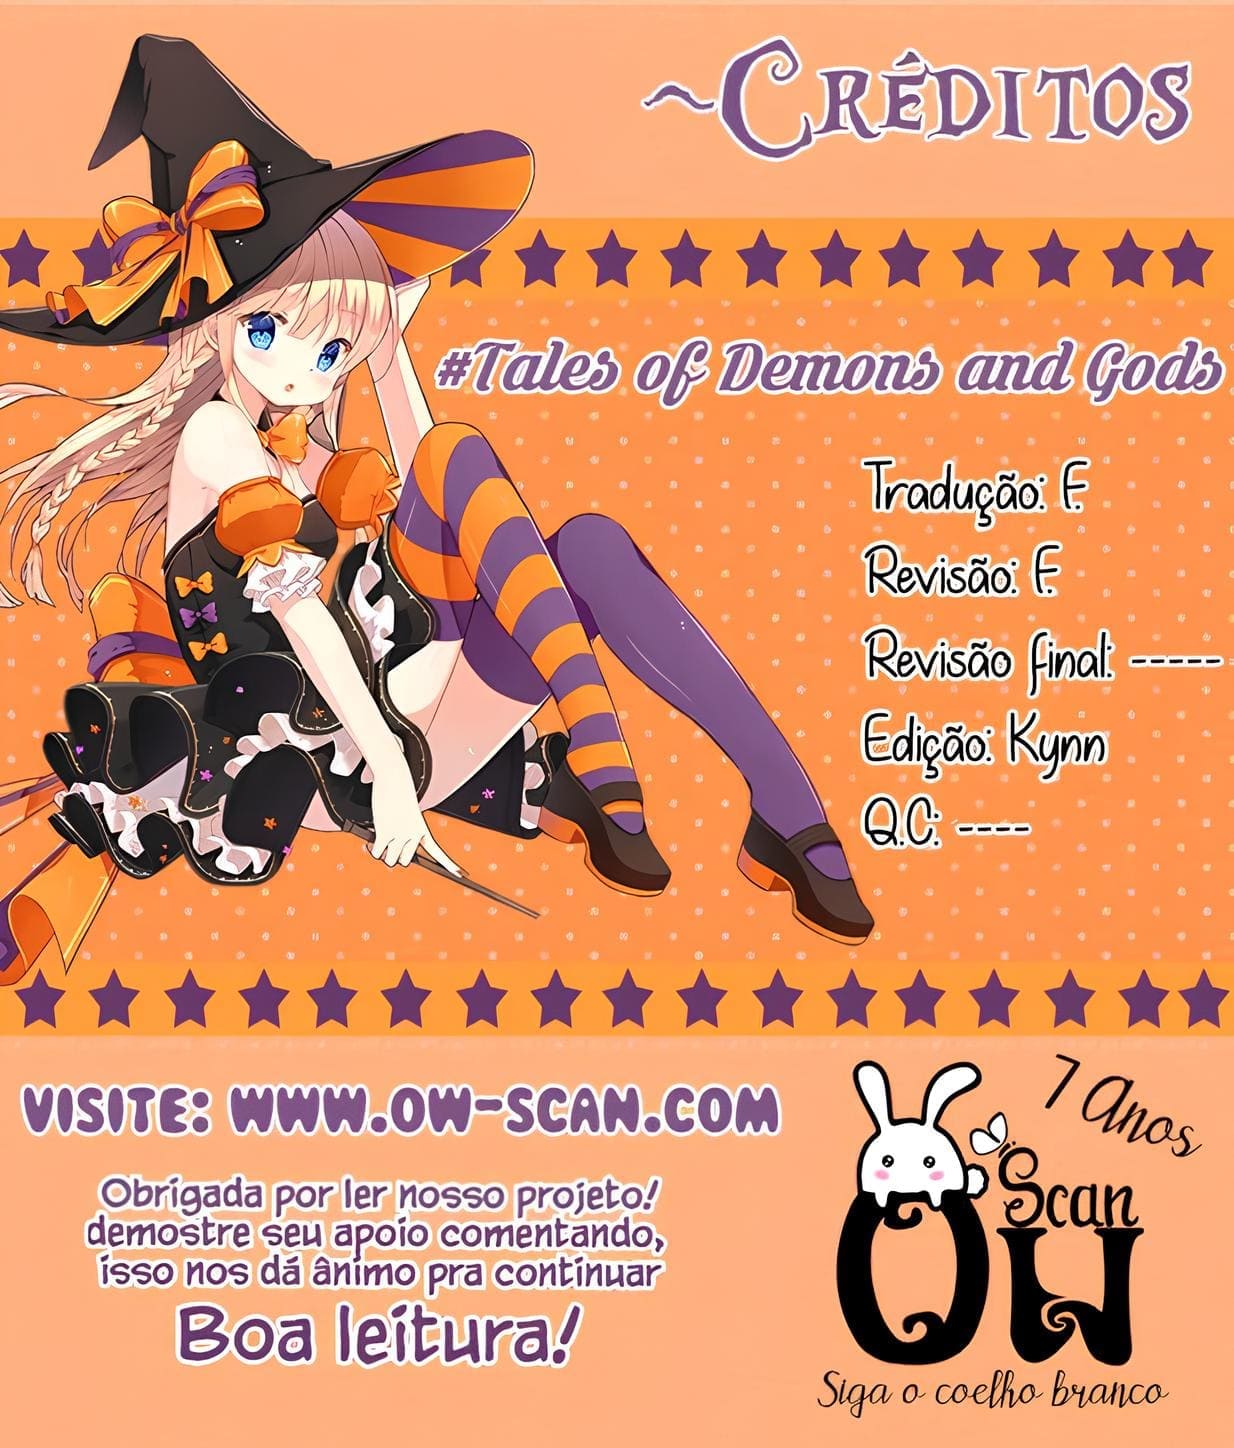 ~Créditos
#Tales of Demons and Gods
Tradução: F.
Revisão: F.
Revisão final: -----
Edição: Kynn
Q.C: ----
VISITE: WWW.OW-SCAN.COM
Obrigada por ler nosso projeto!
demostre seu apoio comentando,
isso nos dá ânimo pra continuar
Boa leitura!
7 Anos
Scan
OW
Siga o coelho branco